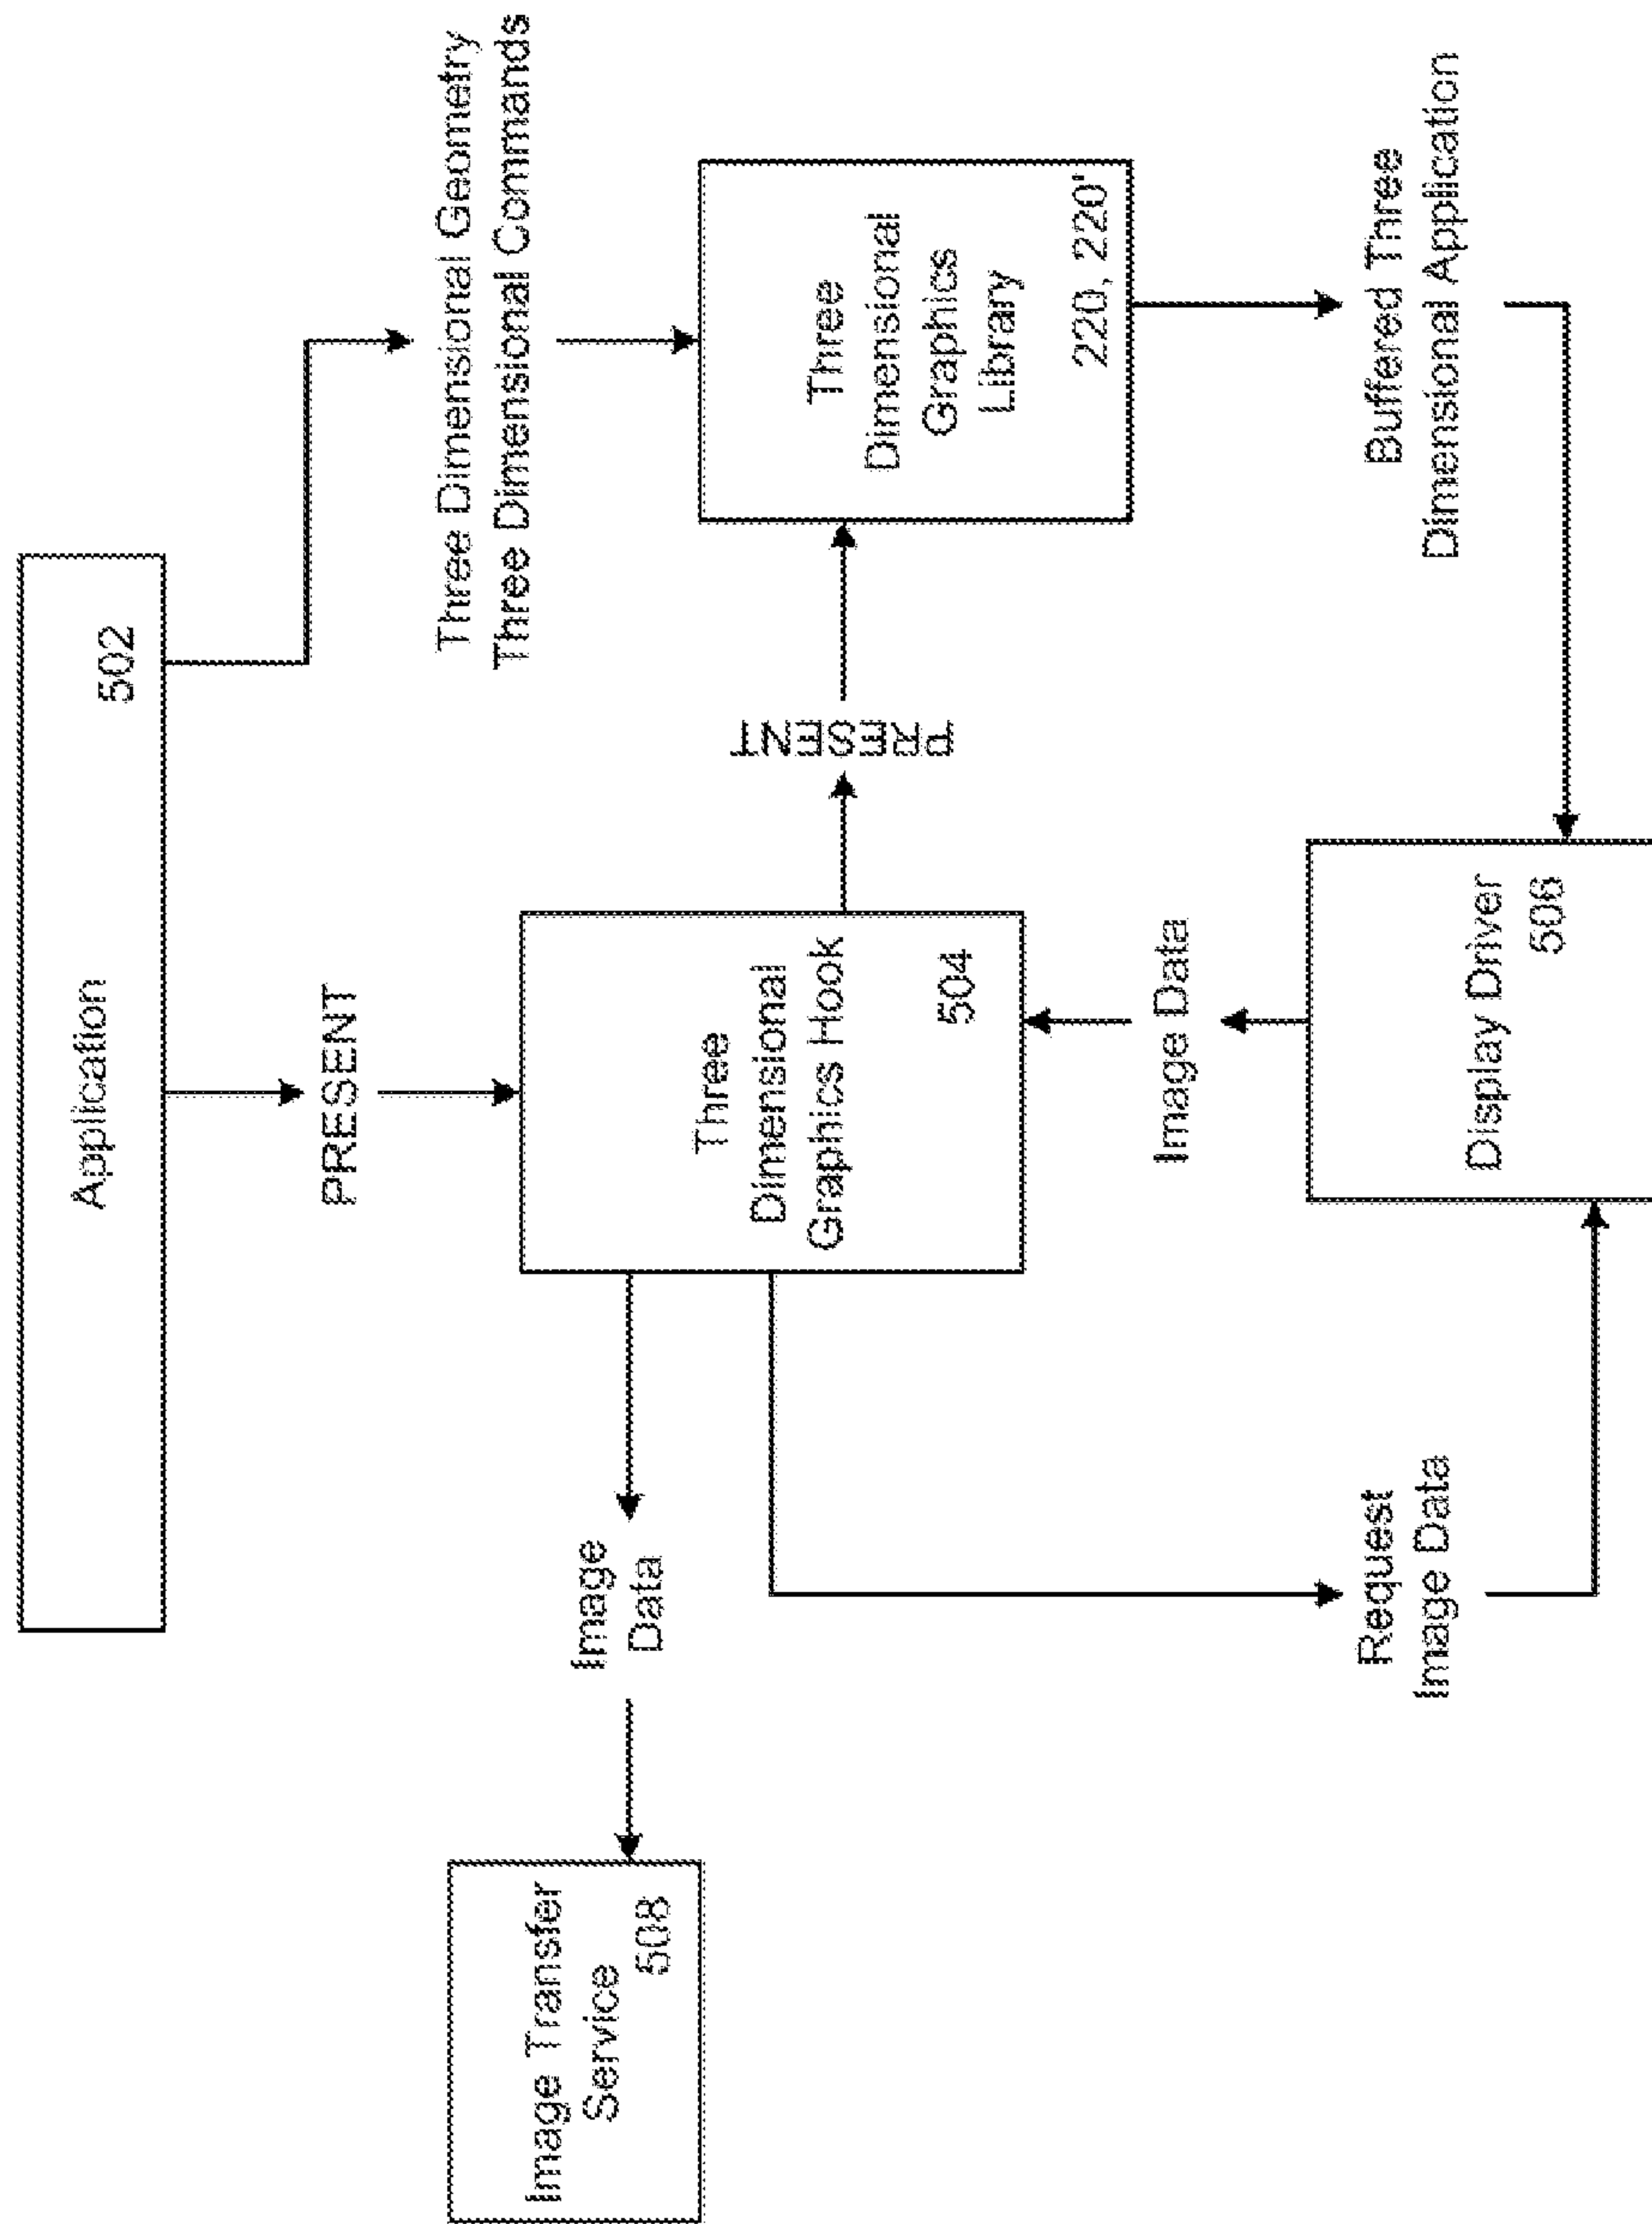 Application
502
PRESENT
Three Dimensional Geometry
Three Dimensional Commands
Image Transfer
Service
508
Image
Data
Three
Dimensional
Graphics Hook
504
PRESENT
Three
Dimensional
Graphics
Library
220, 220'
Request
Image Data
Image Data
Buffered Three
Dimensional Application
Display Driver
506